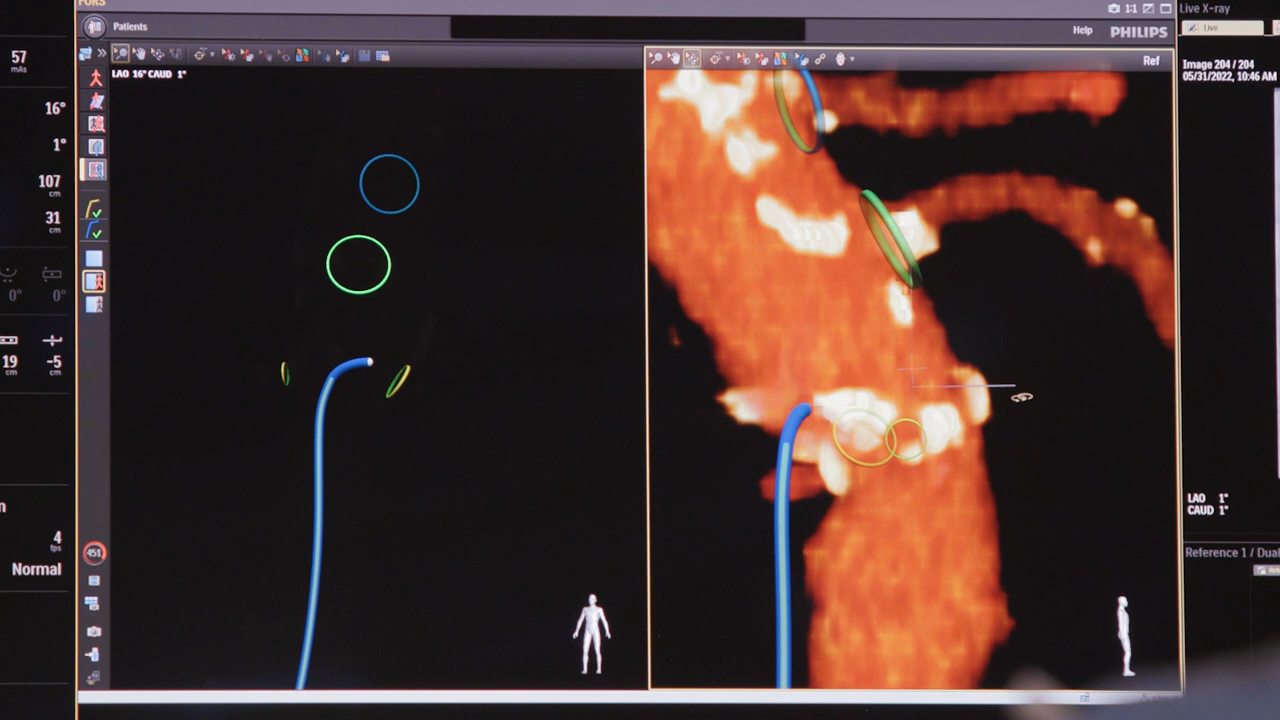 FORS
1:1
Live X-ray
Patients
Help
PHILIPS
Live
57
mAs
LAO 16° CAUD 1°
Ref
Image 204 / 204
05/31/2022, 10:46 AM
16°
1°
107
cm
31
cm
0°
0°
19
cm
-5
cm
LAO 1°
CAUD 1°
4
fps
Normal
451
Reference 1 / Dual